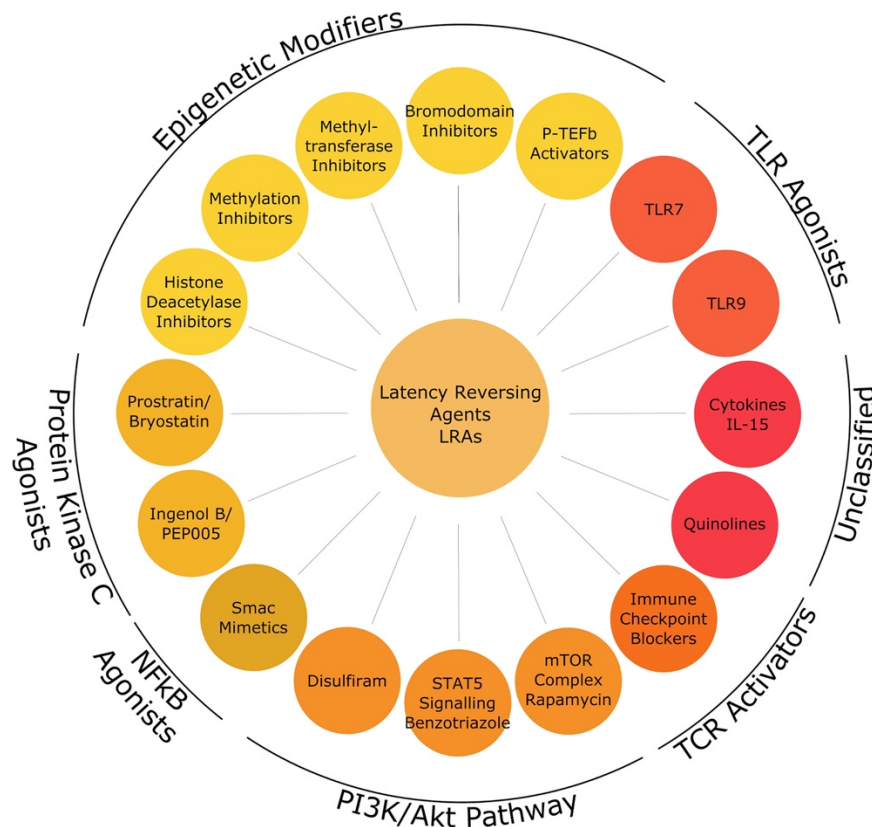 Epigenetic Modifiers
Bromodomain
Inhibitors
Methyl-
transferase
Inhibitors
P-TEFb
Activators
TLR Agonists
Methylation
Inhibitors
TLR7
Histone
Deacetylase
Inhibitors
TLR9
Latency Reversing
Agents
LRAs
Prostratin/
Bryostatin
Cytokines
IL-15
Unclassified
Protein Kinase C
Agonists
Ingenol B/
PEP005
Quinolines
Smac
Mimetics
Immune
Checkpoint
Blockers
NFkB
Agonists
Disulfiram
STAT5
Signalling
Benzotriazole
mTOR
Complex
Rapamycin
TCR Activators
PI3K/Akt Pathway